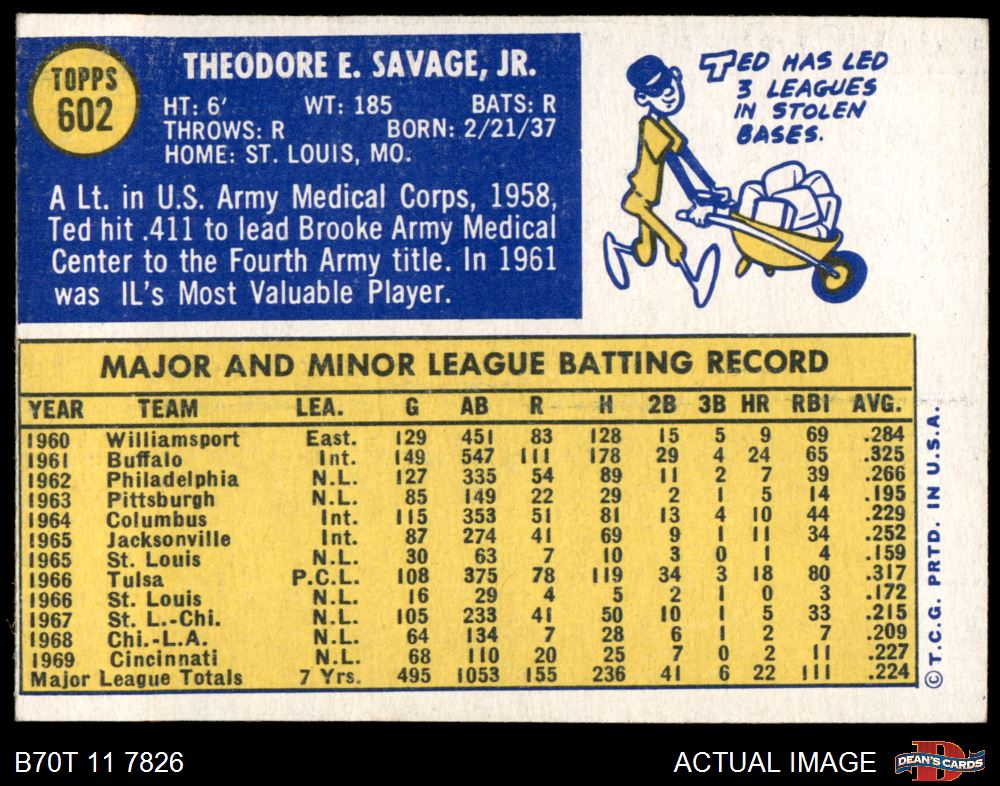 TOPPS
602
THEODORE E. SAVAGE, JR.
HT: 6' WT: 185 BATS: R
THROWS: R BORN: 2/21/37
HOME: ST. LOUIS, MO.
A Lt. in U.S. Army Medical Corps, 1958,
Ted hit .411 to lead Brooke Army Medical
Center to the Fourth Army title. In 1961
was IL's Most Valuable Player.
TED HAS LED
3 LEAGUES
IN STOLEN
BASES.
MAJOR AND MINOR LEAGUE BATTING RECORD
YEAR TEAM LEA. G AB R H 2B 3B HR RBI AVG.
1960 Williamsport East. 129 451 83 128 15 5 9 69 .284
1961 Buffalo Int. 149 547 111 178 29 4 24 65 .325
1962 Philadelphia N.L. 127 335 54 89 11 2 7 39 .266
1963 Pittsburgh N.L. 85 149 22 29 2 1 5 14 .195
1964 Columbus Int. 115 353 51 81 13 4 10 44 .229
1965 Jacksonville Int. 87 274 41 69 9 1 11 34 .252
1965 St. Louis N.L. 30 63 7 10 3 0 1 4 .159
1966 Tulsa P.C.L. 108 375 78 119 34 3 18 80 .317
1966 St. Louis N.L. 16 29 4 5 2 1 0 3 .172
1967 St. L.-Chi. N.L. 105 233 41 50 10 1 5 33 .215
1968 Chi.-L.A. N.L. 64 134 7 28 6 1 2 7 .209
1969 Cincinnati N.L. 68 110 20 25 7 0 2 11 .227
Major League Totals 7 Yrs. 495 1053 155 236 41 6 22 111 .224
© T.C.G. PRTD. IN U.S.A.
B70T 11 7826
ACTUAL IMAGE
D
DEAN'S CARDS